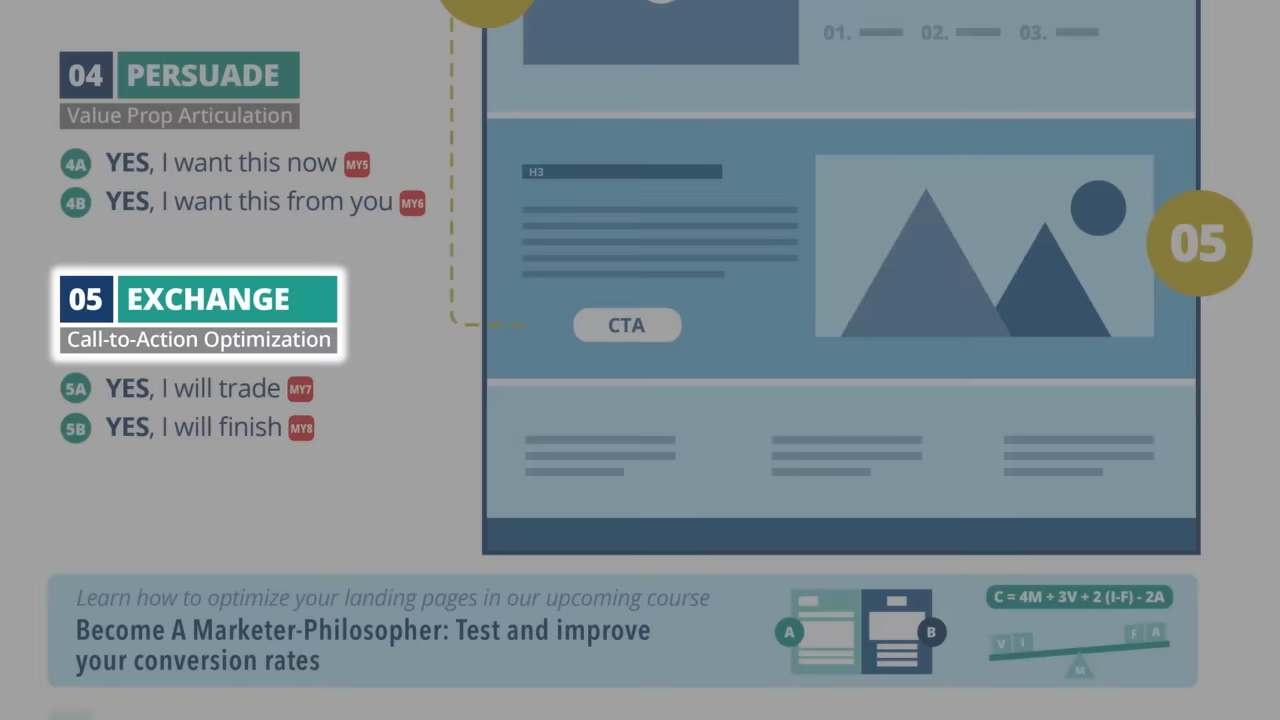 01. 02. 03.
04 PERSUADE
Value Prop Articulation
4A YES, I want this now MY5
4B YES, I want this from you MY6
H3
CTA
05
05 EXCHANGE
Call-to-Action Optimization
5A YES, I will trade MY7
5B YES, I will finish MY8
Learn how to optimize your landing pages in our upcoming course
Become A Marketer-Philosopher: Test and improve
your conversion rates
A B
C = 4M + 3V + 2 (I-F) - 2A
V I F A
M